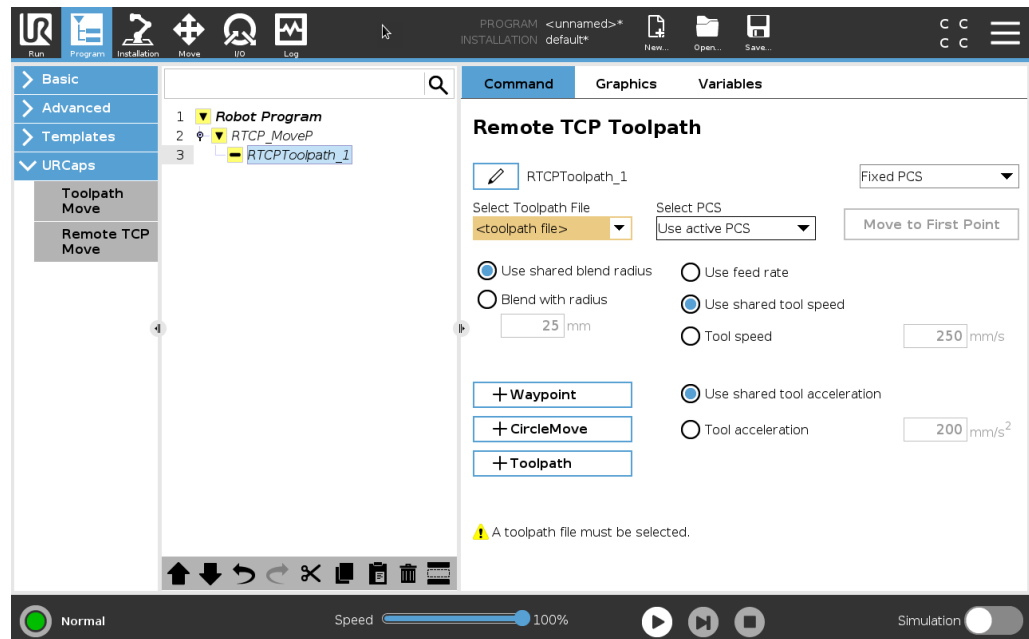 UR
Run
Program
Installation
Move
I/O
Log
PROGRAM <unnamed>*
INSTALLATION default*
New...
Open...
Save...
C C
C C
Basic
Advanced
Templates
URCaps
Toolpath
Move
Remote TCP
Move
1 Robot Program
2 RTCP_MoveP
3 RTCPToolpath_1
Command Graphics Variables
Remote TCP Toolpath
RTCPToolpath_1
Fixed PCS
Select Toolpath File
Select PCS
<toolpath file>
Use active PCS
Move to First Point
Use shared blend radius
Use feed rate
Blend with radius
Use shared tool speed
25 mm
Tool speed
250 mm/s
+ Waypoint
Use shared tool acceleration
+ CircleMove
Tool acceleration
200 mm/s²
+ Toolpath
A toolpath file must be selected.
Normal
Speed
100%
Simulation